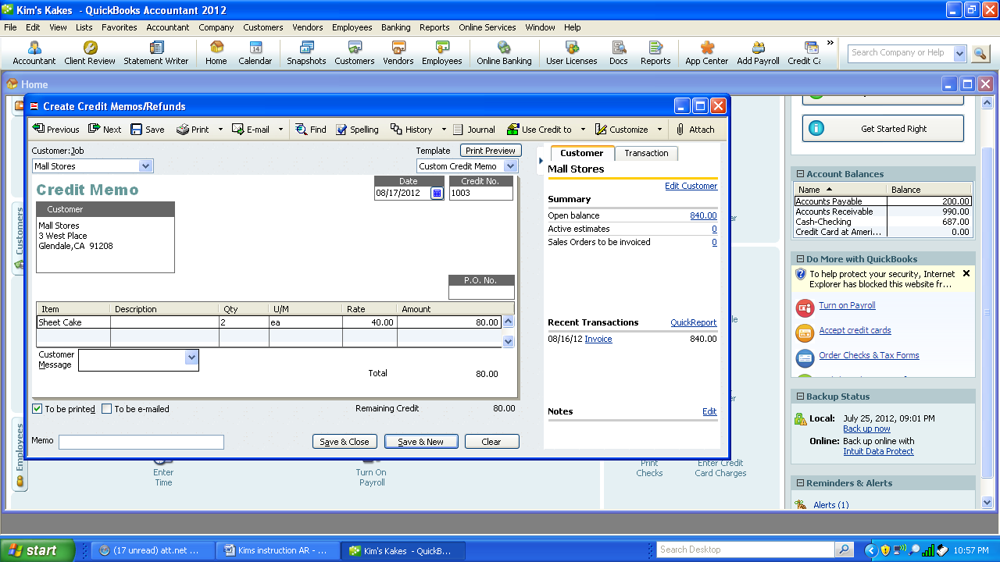 Kim's Kakes - QuickBooks Accountant 2012
File Edit View Lists Favorites Accountant Company Customers Vendors Employees Banking Reports Online Services Window Help
Accountant Client Review Statement Writer Home Calendar Snapshots Customers Vendors Employees Online Banking User Licenses Docs Reports App Center Add Payroll Credit Ca » Search Company or Help
Home
Create Credit Memos/Refunds
Previous Next Save Print E-mail Find Spelling History Journal Use Credit to Customize Attach
Get Started Right
Customer:Job
Template Print Preview
Customer Transaction
Mall Stores
Custom Credit Memo
Mall Stores
Credit Memo
Date
Credit No.
08/17/2012
1003
Edit Customer
Customer
Mall Stores
3 West Place
Glendale,CA 91208
Summary
Open balance 840.00
Active estimates 0
Sales Orders to be invoiced 0
P.O. No.
Item Description Qty U/M Rate Amount
Sheet Cake 2 ea 40.00 80.00
Recent Transactions QuickReport
08/16/12 Invoice 840.00
Customer
Message
Total 80.00
To be printed To be e-mailed
Remaining Credit 80.00
Notes Edit
Memo
Save & Close Save & New Clear
Account Balances
Name Balance
Accounts Payable 200.00
Accounts Receivable 990.00
Cash-Checking 687.00
Credit Card at Ameri... 0.00
Do More with QuickBooks
To help protect your security, Internet
Explorer has blocked this website fr...
Turn on Payroll
Accept credit cards
Order Checks & Tax Forms
Backup Status
Local: July 25, 2012, 09:01 PM
Back up now
Online: Back up online with
Intuit Data Protect
Reminders & Alerts
Alerts (1)
Customers
Employees
Enter
Time
Turn On
Payroll
Print
Checks
Enter Credit
Card Charges
start (17 unread) att.net ... Kims instruction AR - ... Kim's Kakes - QuickB... Search Desktop 10:57 PM